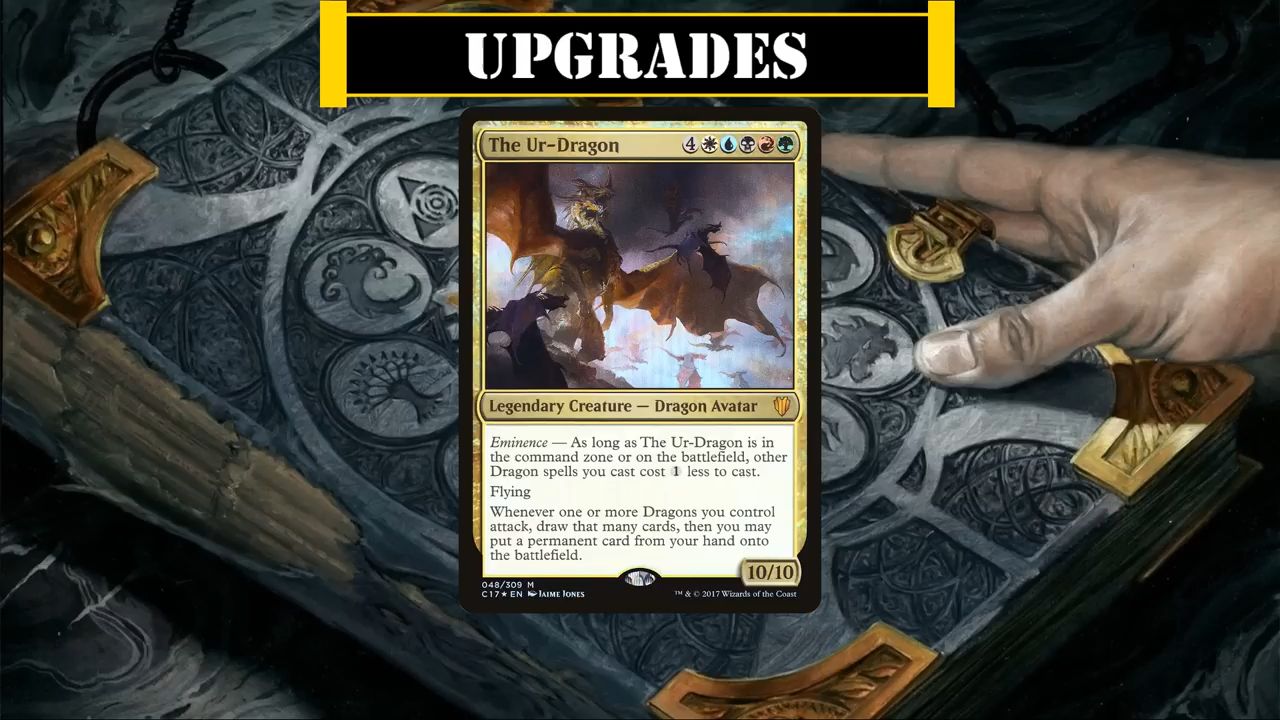 UPGRADES
The Ur-Dragon 4
Legendary Creature — Dragon Avatar
Eminence — As long as The Ur-Dragon is in
the command zone or on the battlefield, other
Dragon spells you cast cost 1 less to cast.
Flying
Whenever one or more Dragons you control
attack, draw that many cards, then you may
put a permanent card from your hand onto
the battlefield.
10/10
048/309 M
C17★EN Jaime Jones
™ & © 2017 Wizards of the Coast